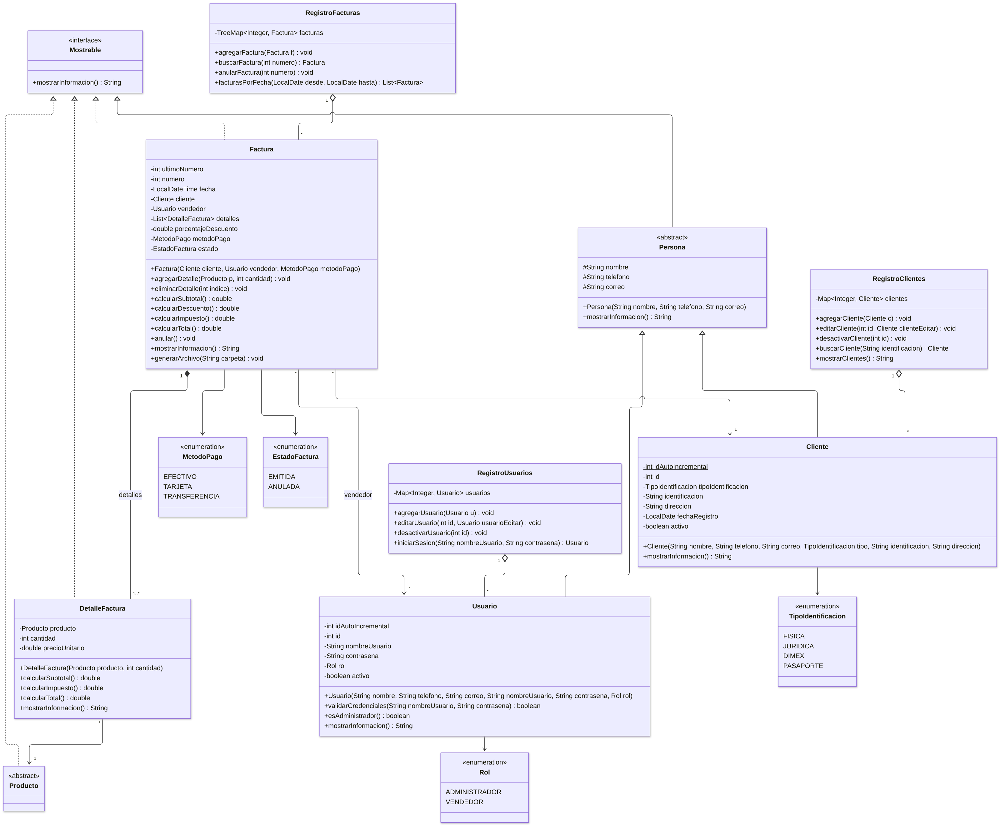 RegistroFacturas
-TreeMap<Integer, Factura> facturas
+agregarFactura(Factura f) : void
+buscarFactura(int numero) : Factura
+anularFactura(int numero) : void
+facturasPorFecha(LocalDate desde, LocalDate hasta) : List<Factura>
«interface»
Mostrable
+mostrarInformacion() : String
1
*
Factura
-int ultimoNumero
-int numero
-LocalDateTime fecha
-Cliente cliente
-Usuario vendedor
-List<DetalleFactura> detalles
-double porcentajeDescuento
-MetodoPago metodoPago
-EstadoFactura estado
+Factura(Cliente cliente, Usuario vendedor, MetodoPago metodoPago)
+agregarDetalle(Producto p, int cantidad) : void
+eliminarDetalle(int indice) : void
+calcularSubtotal() : double
+calcularDescuento() : double
+calcularImpuesto() : double
+calcularTotal() : double
+anular() : void
+mostrarInformacion() : String
+generarArchivo(String carpeta) : void
«abstract»
Persona
#String nombre
#String telefono
#String correo
+Persona(String nombre, String telefono, String correo)
+mostrarInformacion() : String
RegistroClientes
-Map<Integer, Cliente> clientes
+agregarCliente(Cliente c) : void
+editarCliente(int id, Cliente clienteEditar) : void
+desactivarCliente(int id) : void
+buscarCliente(String identificacion) : Cliente
+mostrarClientes() : String
1
*
*
1
1
*
«enumeration»
MetodoPago
EFECTIVO
TARJETA
TRANSFERENCIA
«enumeration»
EstadoFactura
EMITIDA
ANULADA
detalles
vendedor
RegistroUsuarios
-Map<Integer, Usuario> usuarios
+agregarUsuario(Usuario u) : void
+editarUsuario(int id, Usuario usuarioEditar) : void
+desactivarUsuario(int id) : void
+iniciarSesion(String nombreUsuario, String contrasena) : Usuario
Cliente
-int idAutoIncremental
-int id
-TipoIdentificacion tipoIdentificacion
-String identificacion
-String direccion
-LocalDate fechaRegistro
-boolean activo
+Cliente(String nombre, String telefono, String correo, TipoIdentificacion tipo, String identificacion, String direccion)
+mostrarInformacion() : String
1
1..*
1
*
DetalleFactura
-Producto producto
-int cantidad
-double precioUnitario
+DetalleFactura(Producto producto, int cantidad)
+calcularSubtotal() : double
+calcularImpuesto() : double
+calcularTotal() : double
+mostrarInformacion() : String
Usuario
-int idAutoIncremental
-int id
-String nombreUsuario
-String contrasena
-Rol rol
-boolean activo
+Usuario(String nombre, String telefono, String correo, String nombreUsuario, String contrasena, Rol rol)
+validarCredenciales(String nombreUsuario, String contrasena) : boolean
+esAdministrador() : boolean
+mostrarInformacion() : String
«enumeration»
TipoIdentificacion
FISICA
JURIDICA
DIMEX
PASAPORTE
*
1
«abstract»
Producto
«enumeration»
Rol
ADMINISTRADOR
VENDEDOR